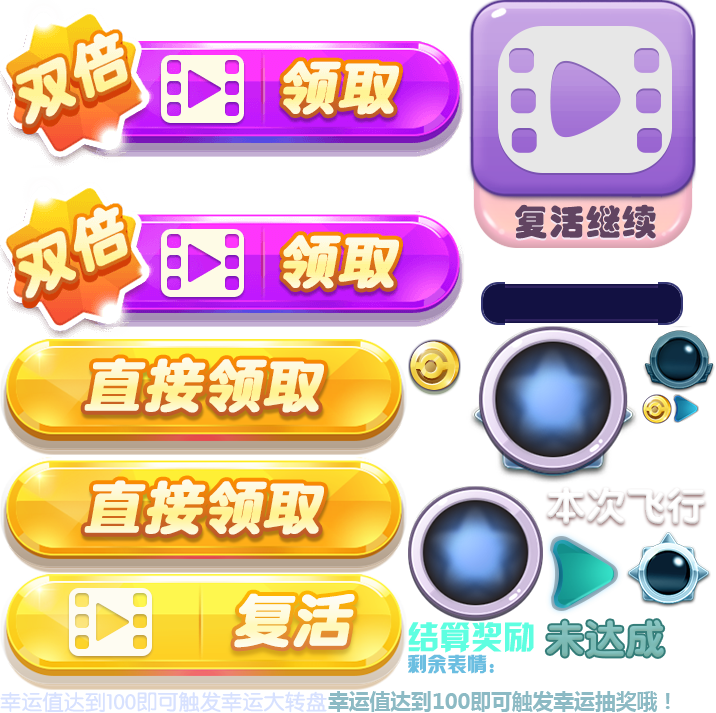 双倍
领取
复活继续
双倍
领取
直接领取
直接领取
本次飞行
复活
结算奖励
未达成
剩余表情：
幸运值达到100即可触发幸运大转盘
幸运值达到100即可触发幸运抽奖哦！